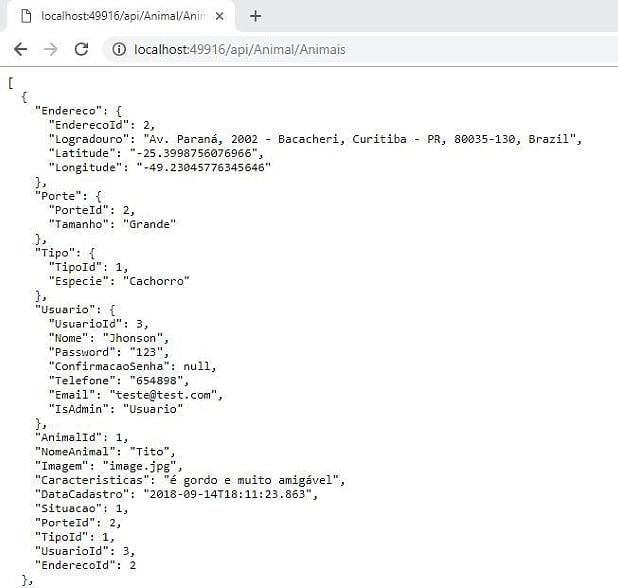 localhost:49916/api/Animal/Anim
localhost:49916/api/Animal/Animais
[
{
"Endereco": {
"EnderecoId": 2,
"Logradouro": "Av. Paraná, 2002 - Bacacheri, Curitiba - PR, 80035-130, Brazil",
"Latitude": "-25.3998756076966",
"Longitude": "-49.23045776345646"
},
"Porte": {
"PorteId": 2,
"Tamanho": "Grande"
},
"Tipo": {
"TipoId": 1,
"Especie": "Cachorro"
},
"Usuario": {
"UsuarioId": 3,
"Nome": "Jhonson",
"Password": "123",
"ConfirmacaoSenha": null,
"Telefone": "654898",
"Email": "teste@test.com",
"IsAdmin": "Usuario"
},
"AnimalId": 1,
"NomeAnimal": "Tito",
"Imagem": "image.jpg",
"Caracteristicas": "é gordo e muito amigável",
"DataCadastro": "2018-09-14T18:11:23.863",
"Situacao": 1,
"PorteId": 2,
"TipoId": 1,
"UsuarioId": 3,
"EnderecoId": 2
},